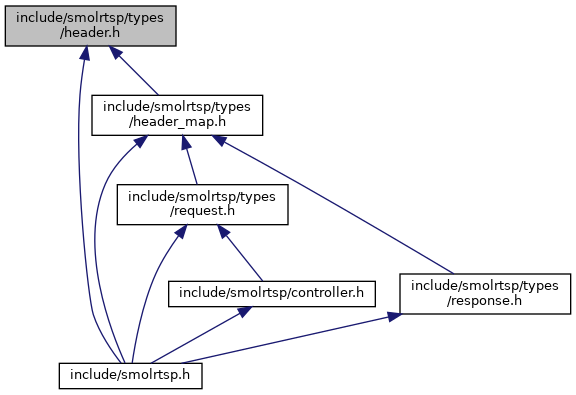 include/smolrtsp/types
/header.h
include/smolrtsp/types
/header_map.h
include/smolrtsp/types
/request.h
include/smolrtsp/controller.h
include/smolrtsp/types
/response.h
include/smolrtsp.h